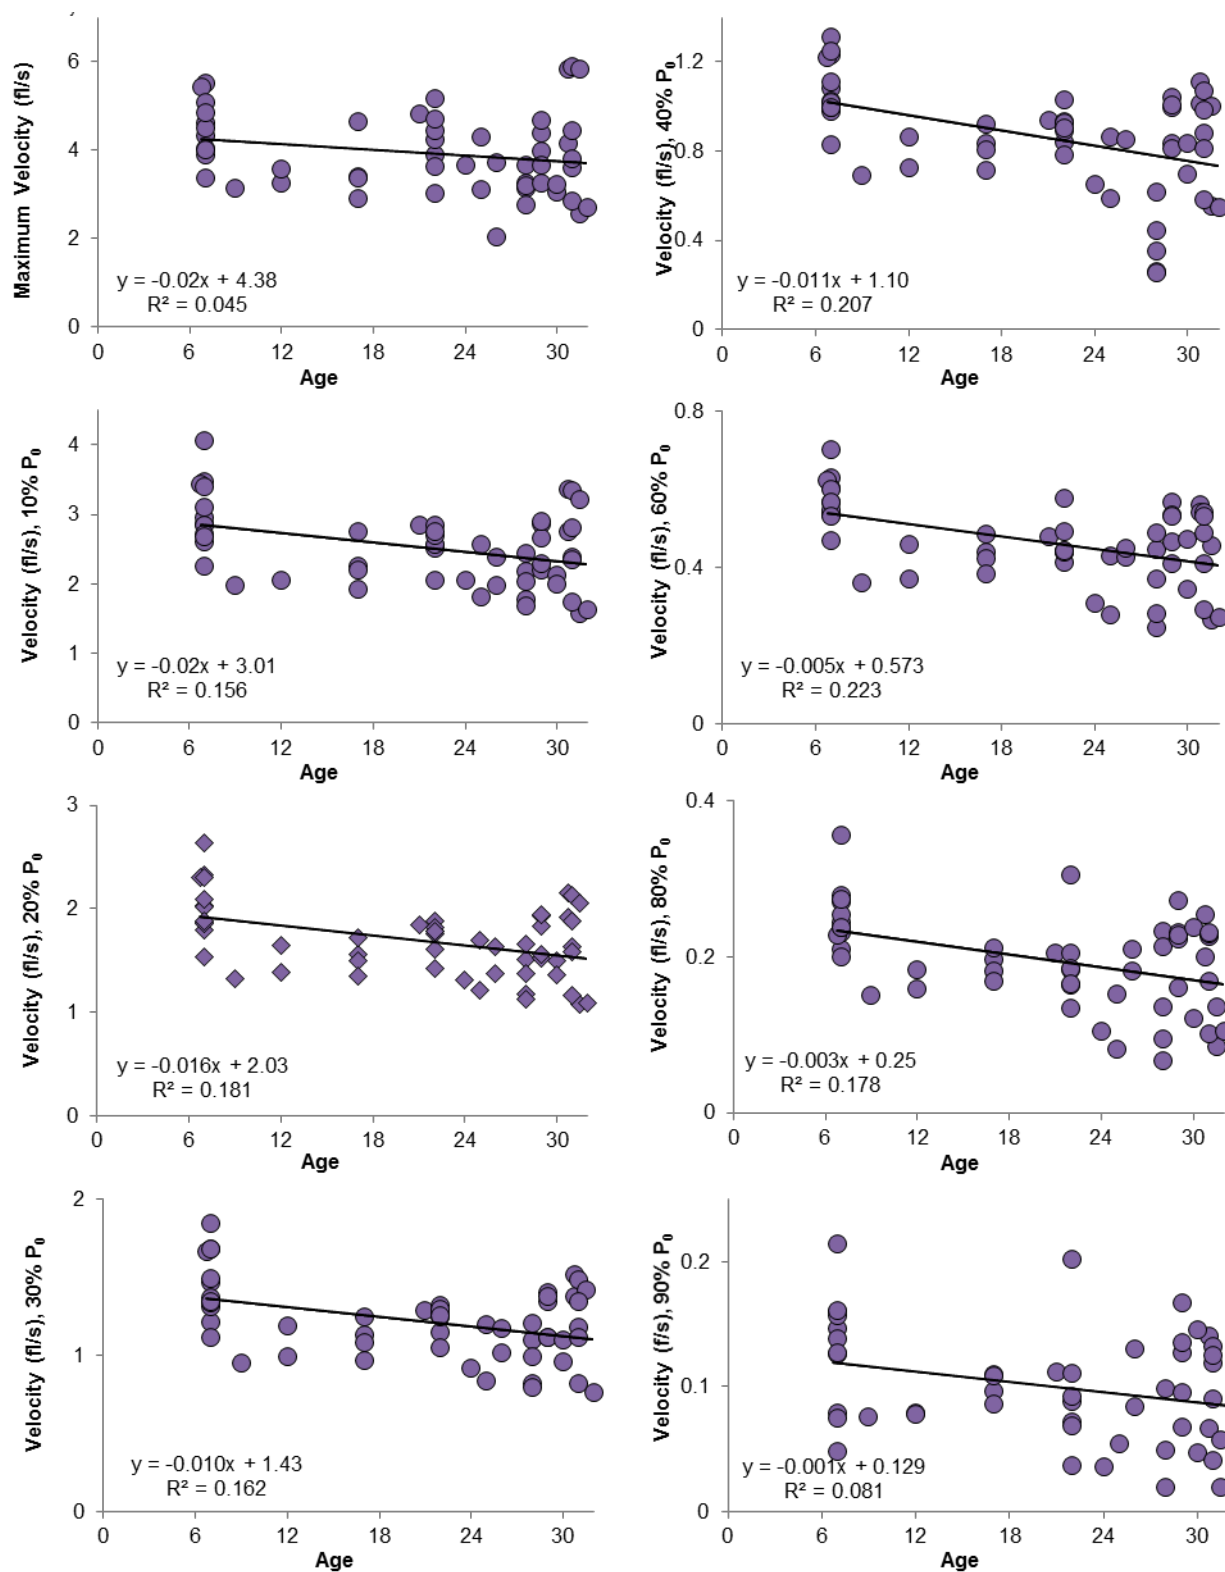 Maximum Velocity (fl/s)
6
4
2
0
y = -0.02x + 4.38
R² = 0.045
0 6 12 18 24 30
Age
Velocity (fl/s), 40% P₀
1.2
0.8
0.4
0
y = -0.011x + 1.10
R² = 0.207
0 6 12 18 24 30
Age
Velocity (fl/s), 10% P₀
4
3
2
1
0
y = -0.02x + 3.01
R² = 0.156
0 6 12 18 24 30
Age
Velocity (fl/s), 60% P₀
0.8
0.4
0
y = -0.005x + 0.573
R² = 0.223
0 6 12 18 24 30
Age
Velocity (fl/s), 20% P₀
3
2
1
0
y = -0.016x + 2.03
R² = 0.181
0 6 12 18 24 30
Age
Velocity (fl/s), 80% P₀
0.4
0.2
0
y = -0.003x + 0.25
R² = 0.178
0 6 12 18 24 30
Age
Velocity (fl/s), 30% P₀
2
1
0
y = -0.010x + 1.43
R² = 0.162
0 6 12 18 24 30
Age
Velocity (f/s), 90% P₀
0.2
0.1
0
y = -0.001x + 0.129
R² = 0.081
0 6 12 18 24 30
Age